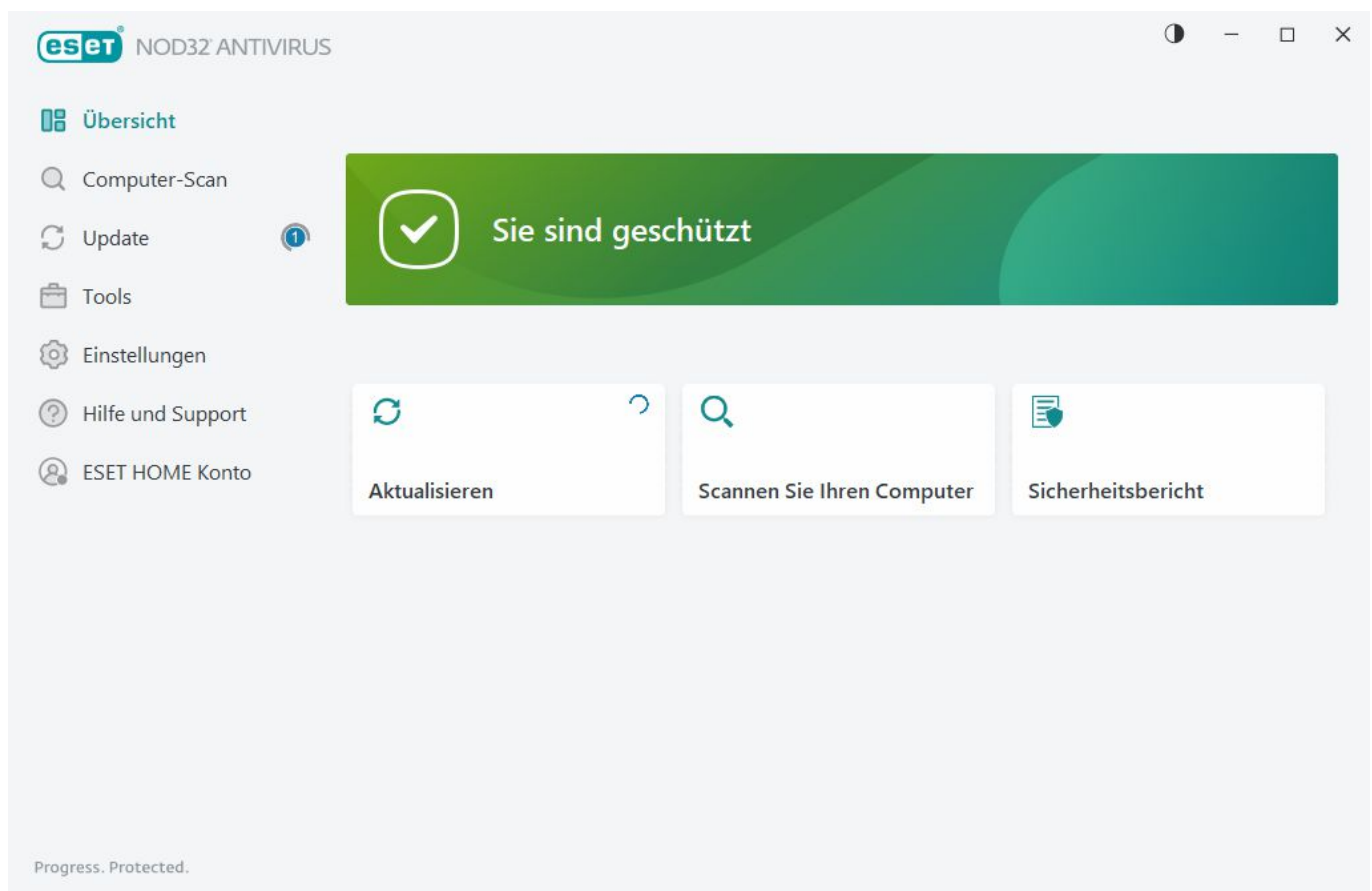 eset® NOD32® ANTIVIRUS
Übersicht
Computer-Scan
Update 1
Tools
Einstellungen
Hilfe und Support
ESET HOME Konto
Sie sind geschützt
Aktualisieren
Scannen Sie Ihren Computer
Sicherheitsbericht
Progress. Protected.